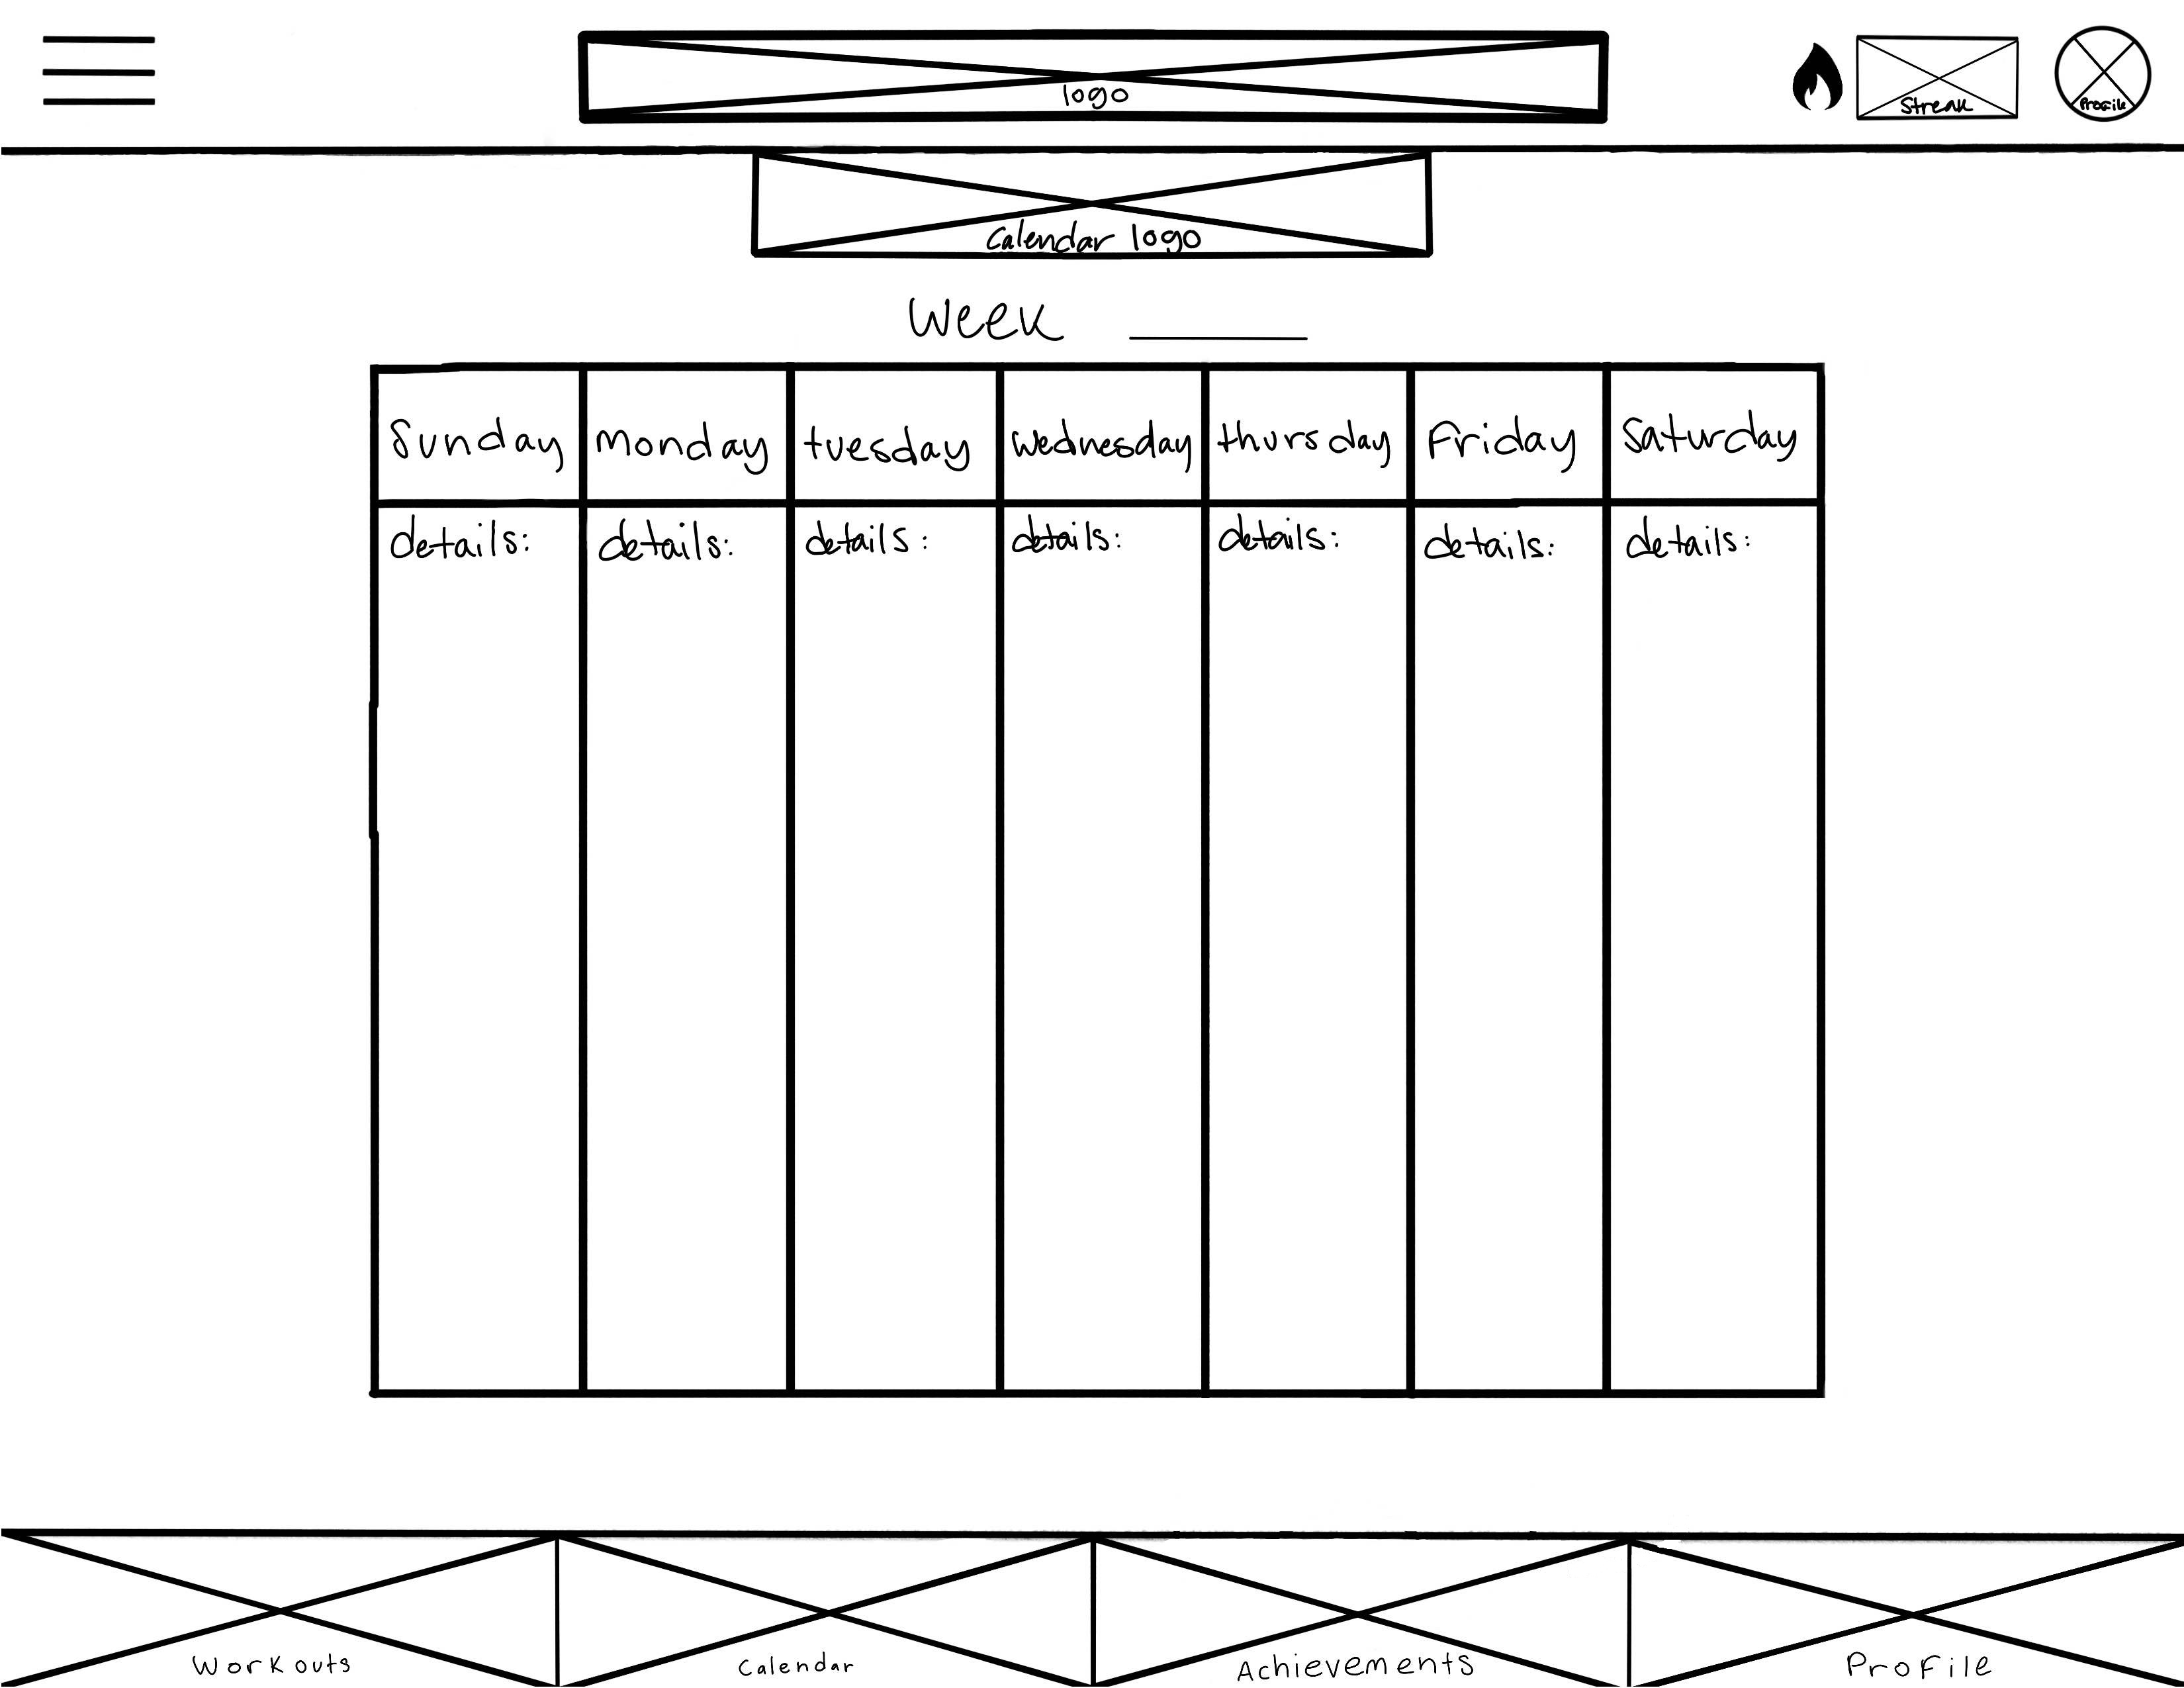 logo
Streak
Profile
Calendar logo
Week
Sunday Monday tuesday wednesday thursday Friday Saturday
details: details: details: details: details: details: details:
Workouts Calendar Achievements Profile